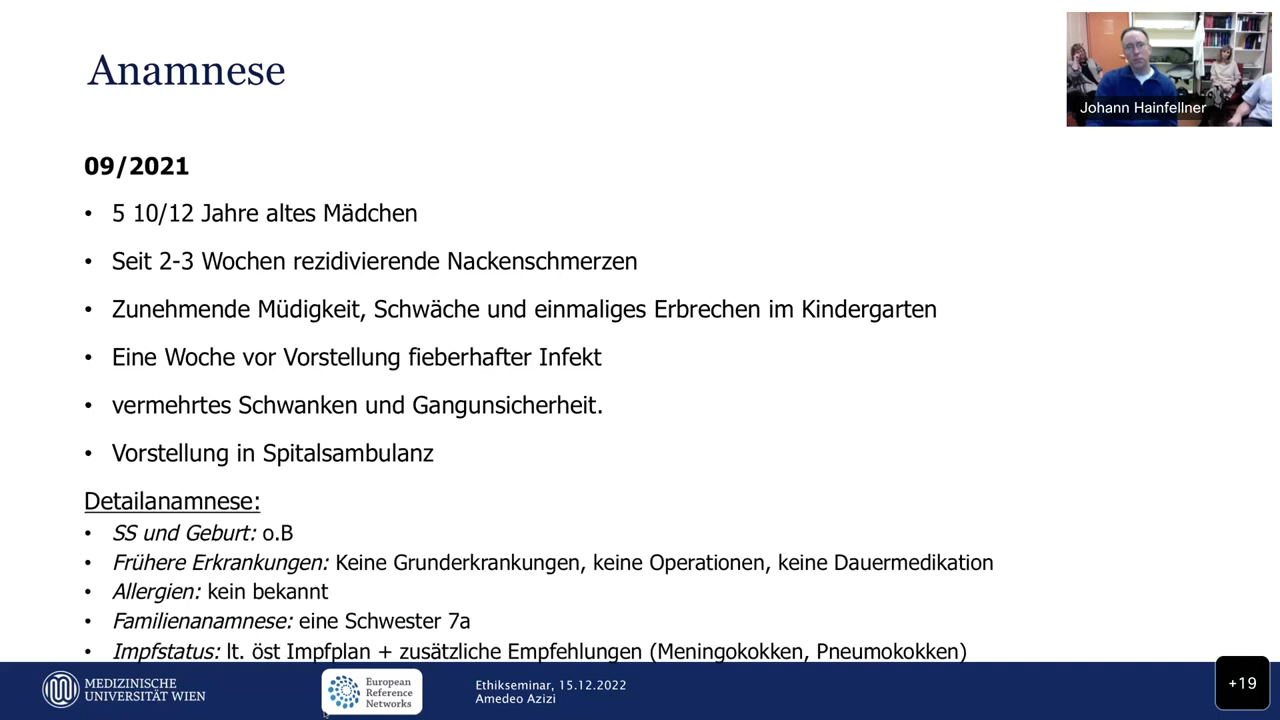 Anamnese
Johann Hainfellner
09/2021
• 5 10/12 Jahre altes Mädchen
• Seit 2-3 Wochen rezidivierende Nackenschmerzen
• Zunehmende Müdigkeit, Schwäche und einmaliges Erbrechen im Kindergarten
• Eine Woche vor Vorstellung fieberhafter Infekt
• vermehrtes Schwanken und Gangunsicherheit.
• Vorstellung in Spitalsambulanz
Detailanamnese:
• SS und Geburt: o.B
• Frühere Erkrankungen: Keine Grunderkrankungen, keine Operationen, keine Dauermedikation
• Allergien: kein bekannt
• Familienanamnese: eine Schwester 7a
• Impfstatus: lt. öst Impfplan + zusätzliche Empfehlungen (Meningokokken, Pneumokokken)
MEDIZINISCHE
UNIVERSITÄT WIEN
European
Reference
Networks
Ethikseminar, 15.12.2022
Amedeo Azizi
+19